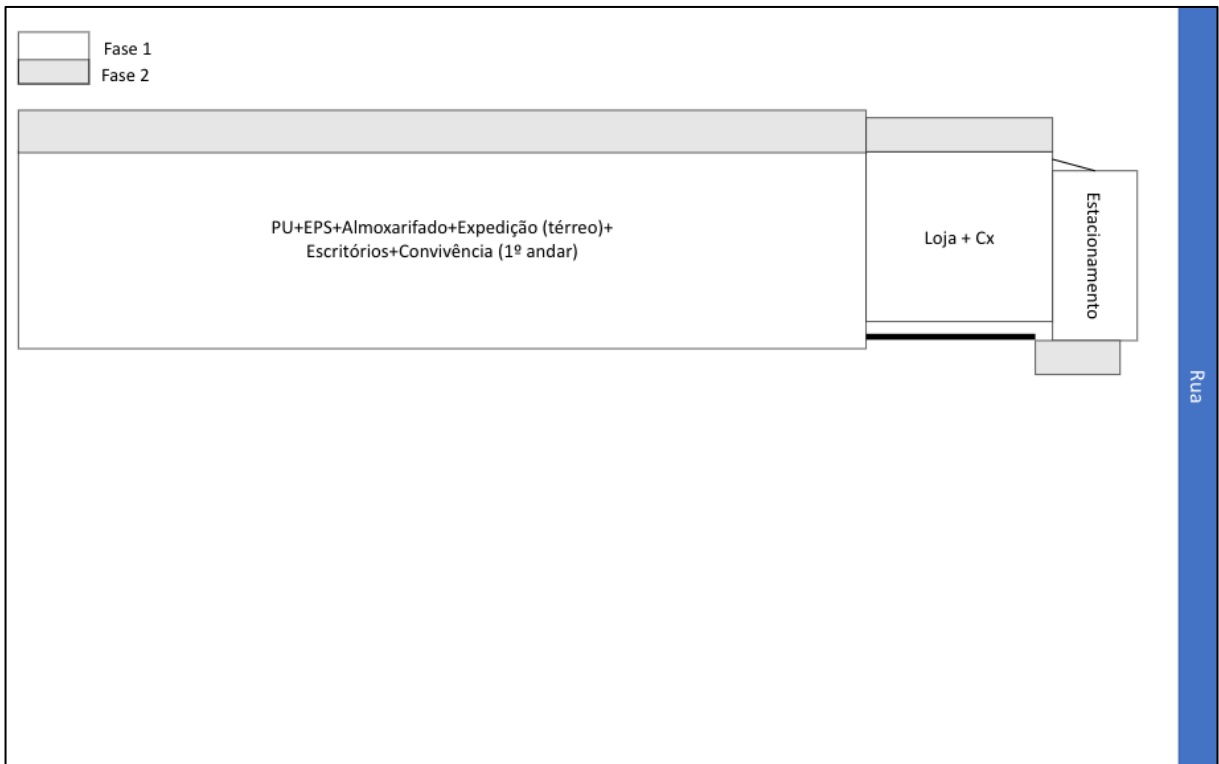 Fase 1
Fase 2
PU+EPS+Almoxarifado+Expedição (térreo)+
Escritórios+Convivência (1º andar)
Loja + Cx
Estacionamento
Rua